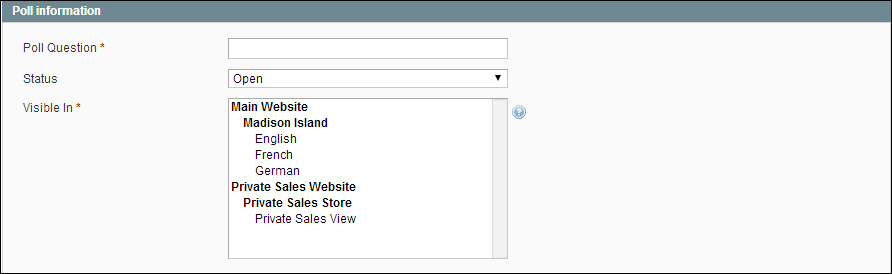 Poll information
Poll Question *
Status Open
Visible In * Main Website
Madison Island
English
French
German
Private Sales Website
Private Sales Store
Private Sales View